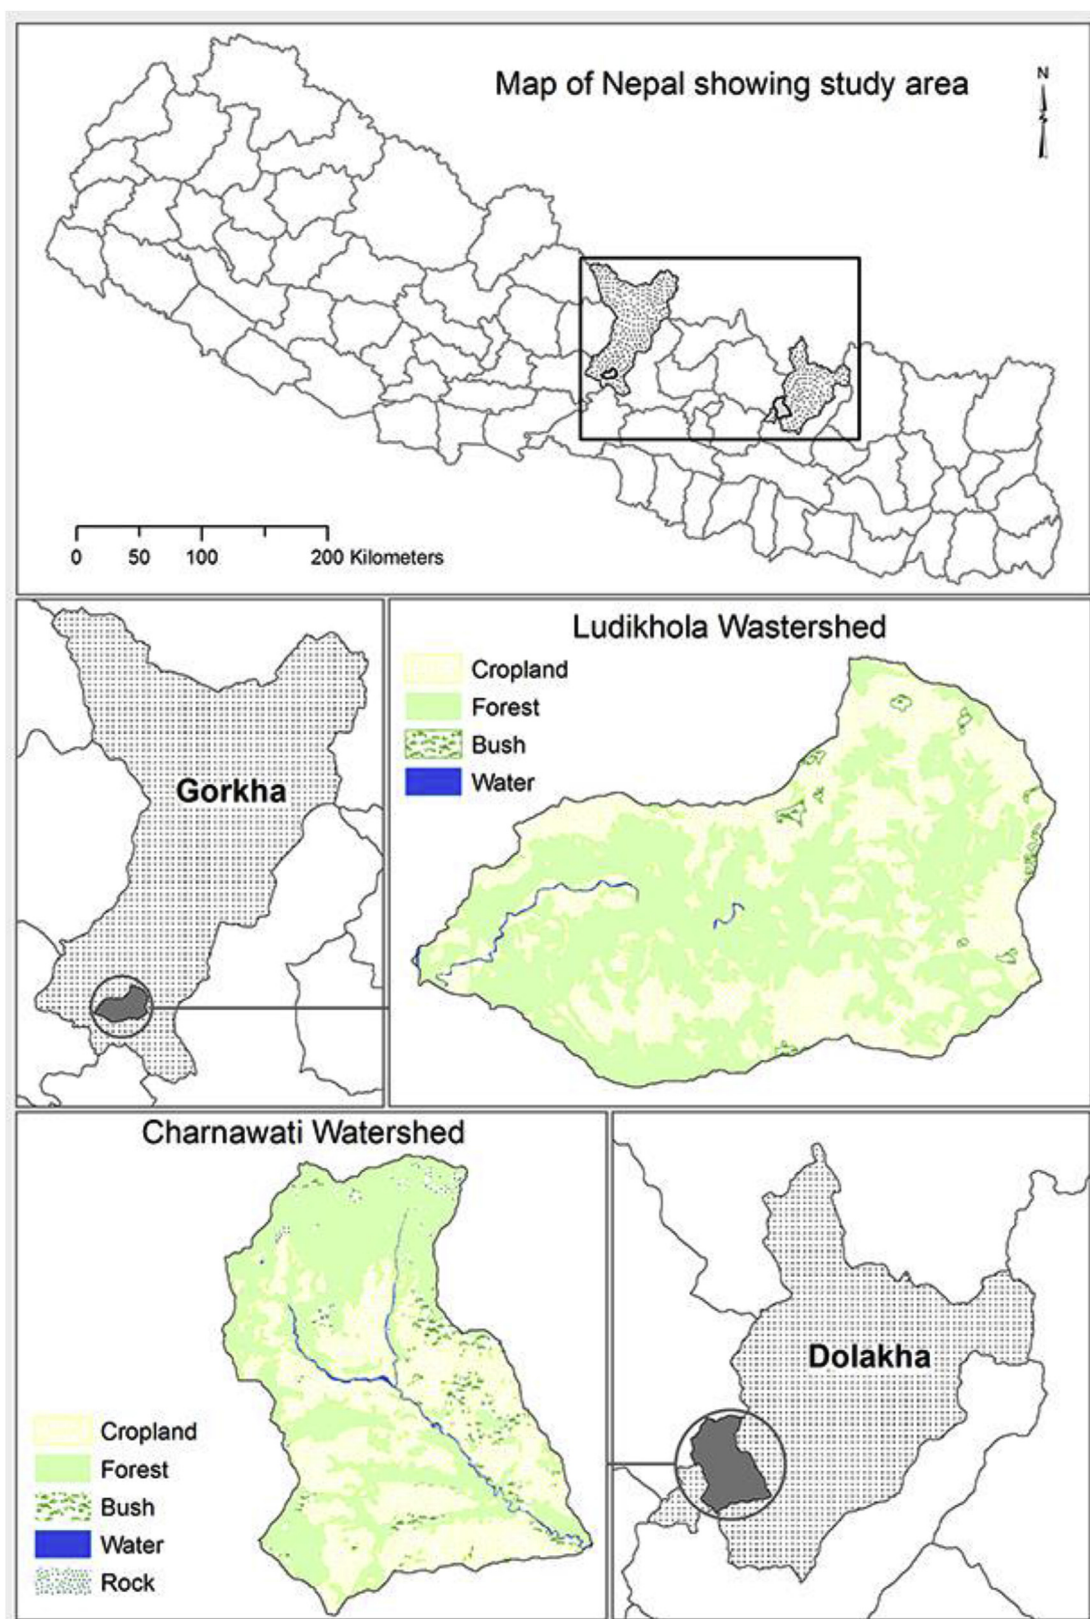 Map of Nepal showing study area
N
0 50 100 200 Kilometers
Gorkha
Ludikhola Wastershed
Cropland
Forest
Bush
Water
Charnawati Watershed
Cropland
Forest
Bush
Water
Rock
Dolakha